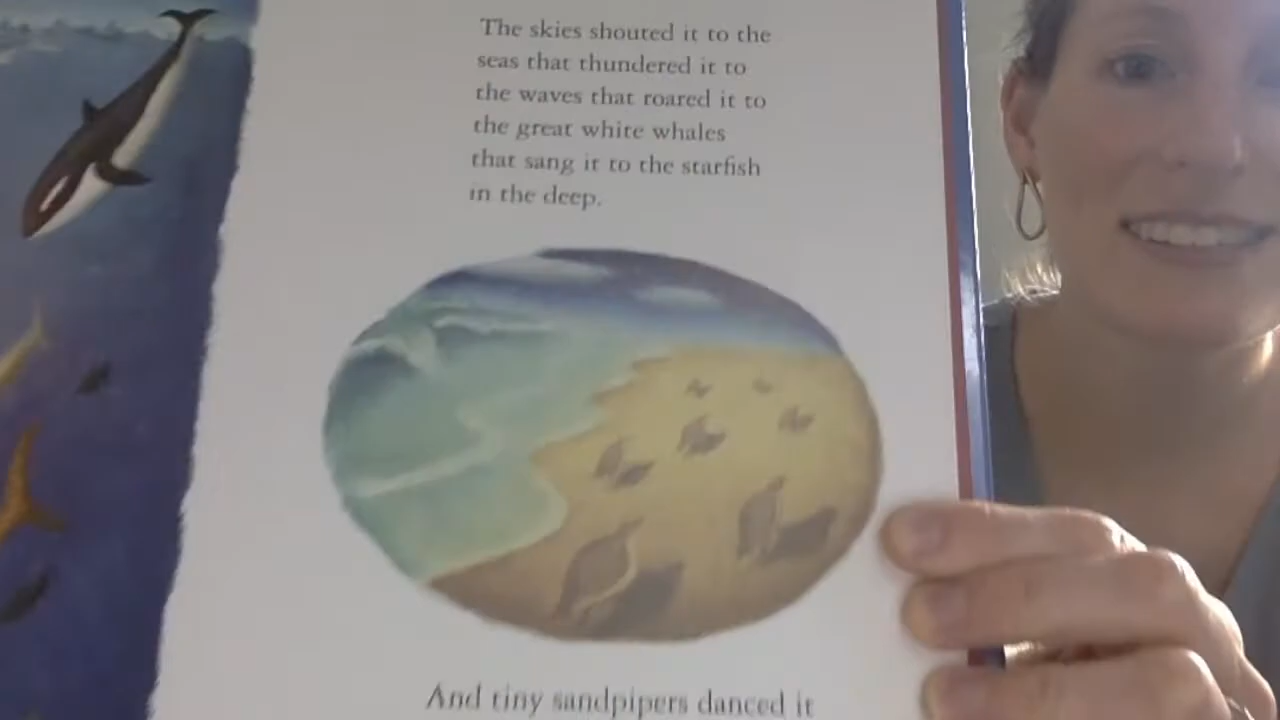 The skies shouted it to the
seas that thundered it to
the waves that roared it to
the great white whales
that sang it to the starfish
in the deep.
And tiny sandpipers danced it